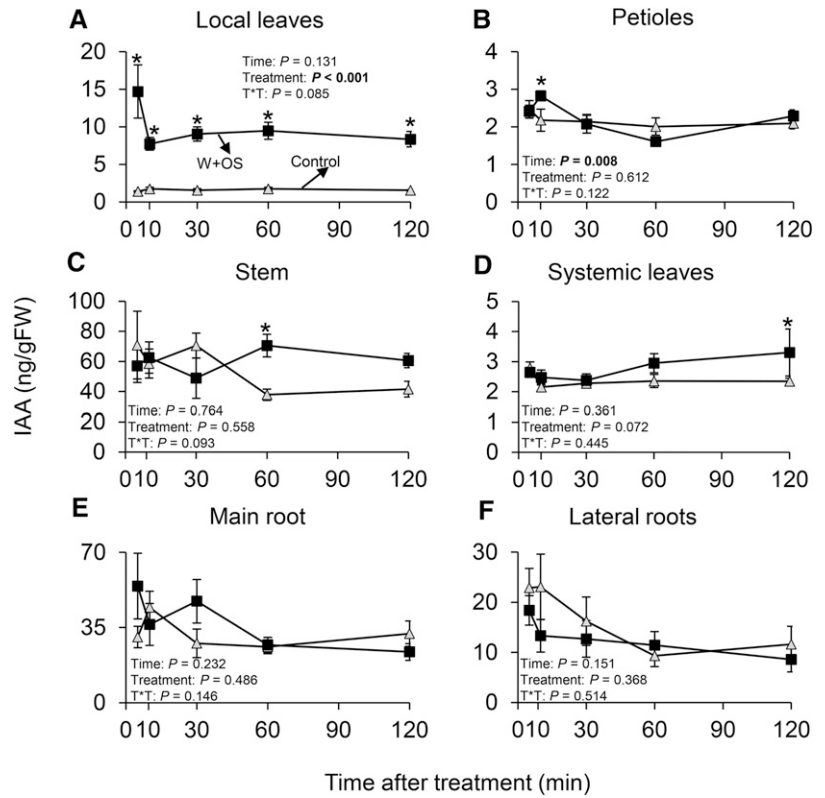 A Local leaves
20
15
10
5
0
Time: P = 0.131
Treatment: P < 0.001
T*T: P = 0.085
* * * * *
W+OS
Control
0 10 30 60 90 120
B Petioles
4
3
2
1
0
*
Time: P = 0.008
Treatment: P = 0.612
T*T: P = 0.122
0 10 30 60 90 120
IAA (ng/gFW)
C Stem
100
80
60
40
20
0
*
Time: P = 0.764
Treatment: P = 0.558
T*T: P = 0.093
0 10 30 60 90 120
D Systemic leaves
5
4
3
2
1
0
*
Time: P = 0.361
Treatment: P = 0.072
T*T: P = 0.445
0 10 30 60 90 120
E Main root
70
35
0
Time: P = 0.232
Treatment: P = 0.486
T*T: P = 0.146
0 10 30 60 90 120
F Lateral roots
30
20
10
0
Time: P = 0.151
Treatment: P = 0.368
T*T: P = 0.514
0 10 30 60 90 120
Time after treatment (min)